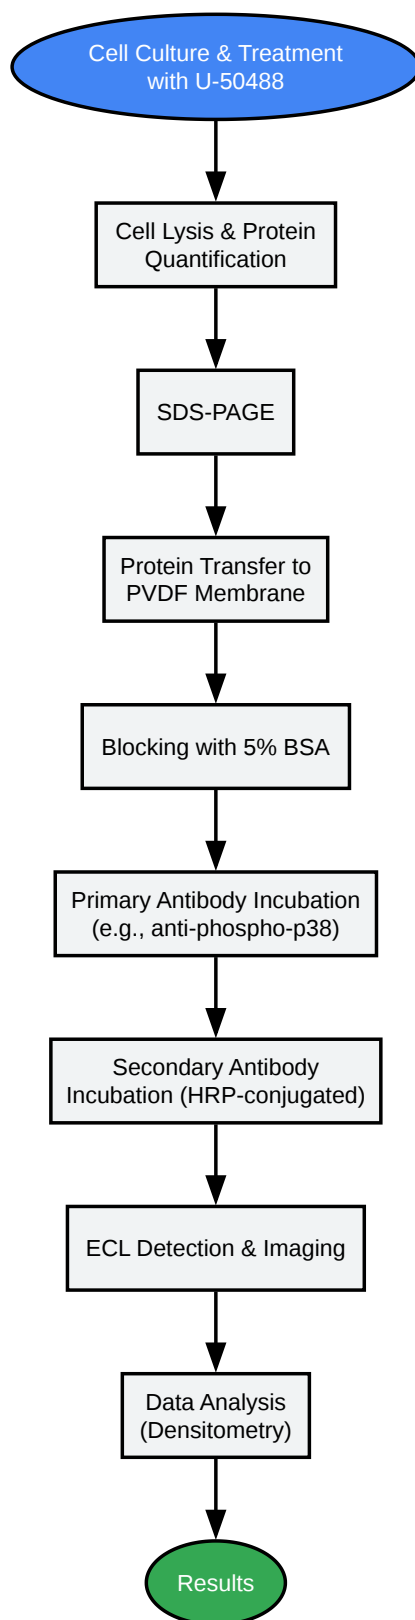 Cell Culture & Treatment
with U-50488
Cell Lysis & Protein
Quantification
SDS-PAGE
Protein Transfer to
PVDF Membrane
Blocking with 5% BSA
Primary Antibody Incubation
(e.g., anti-phospho-p38)
Secondary Antibody
Incubation (HRP-conjugated)
ECL Detection & Imaging
Data Analysis
(Densitometry)
Results